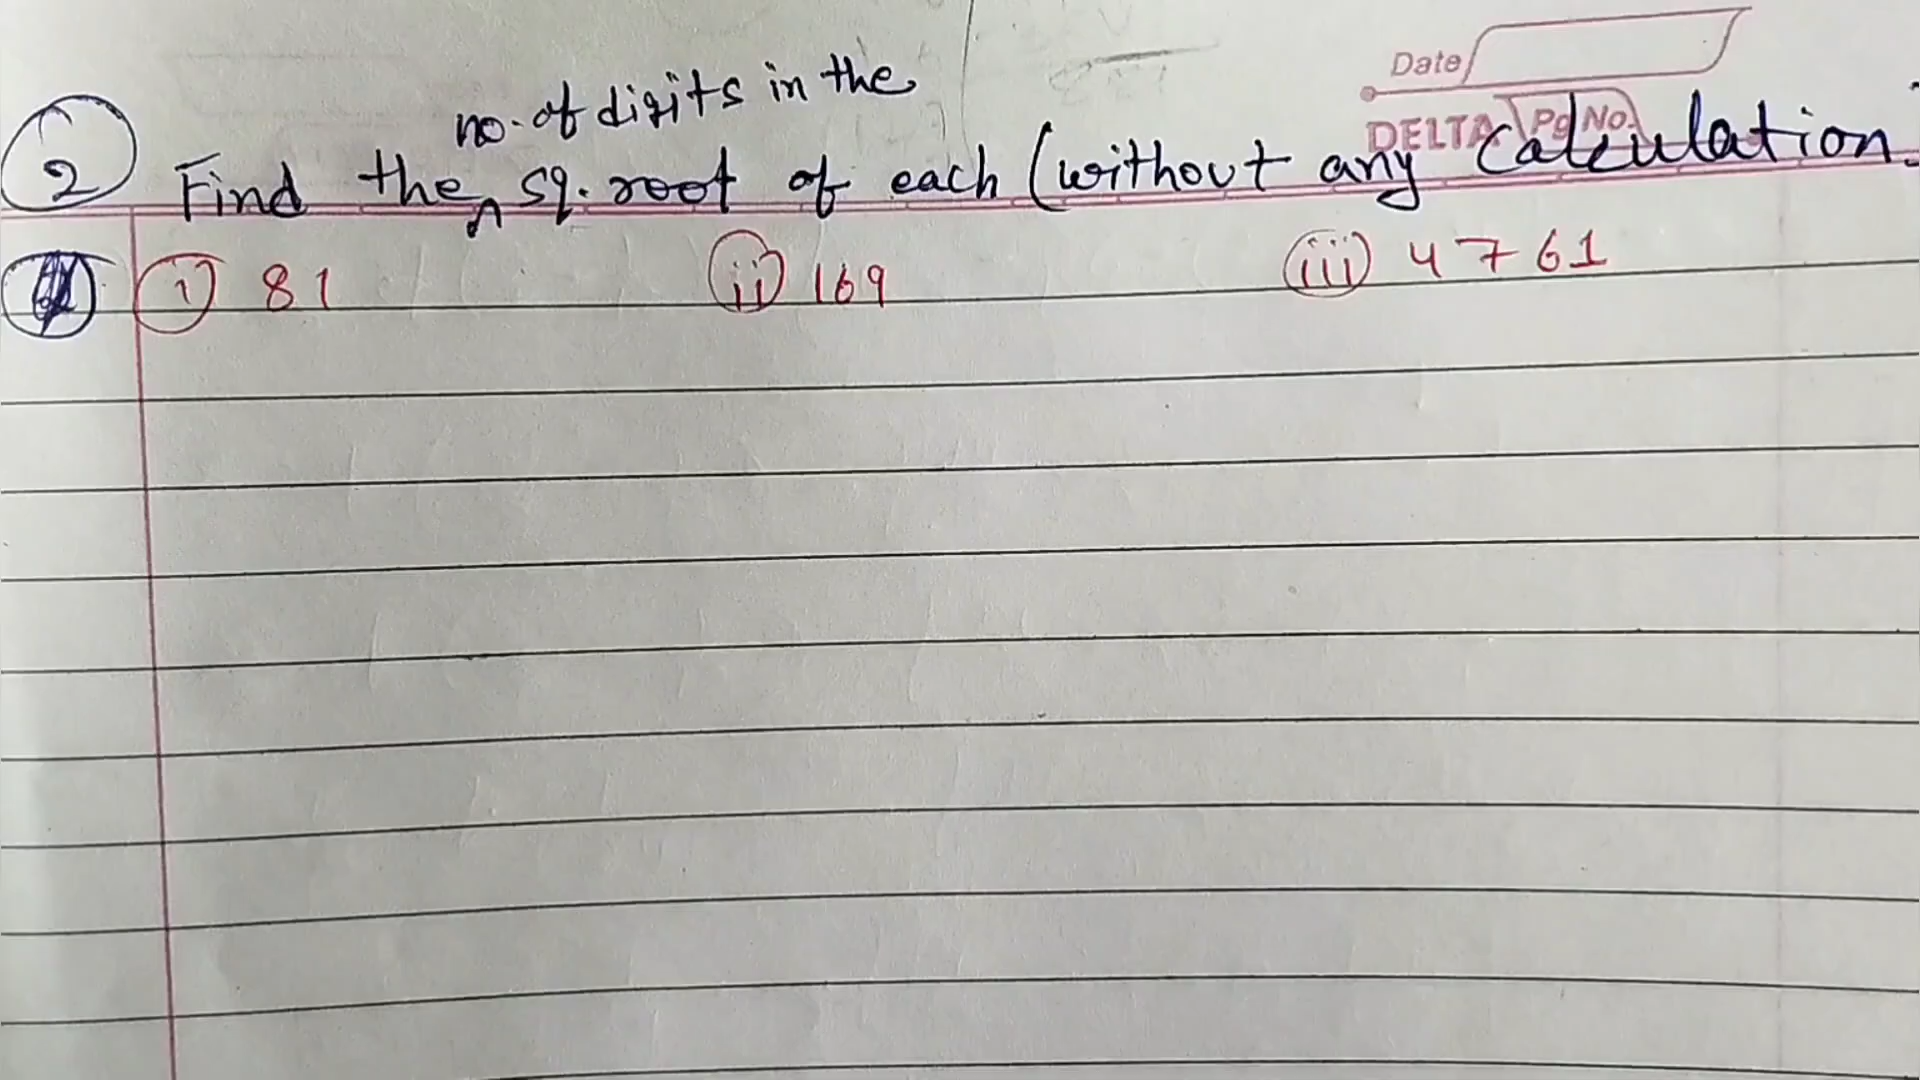 Date
DELTA Pg No.
no. of digits in the
2 Find the ^ sq. root of each (without any calculation.
i) 81 ii) 169 iii) 4761